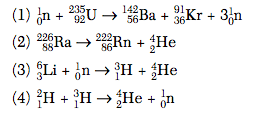 (1) ¹₀n + ²³⁵₉₂U → ¹⁴²₅₆Ba + ⁹¹₃₆Kr + 3¹₀n
(2) ²²⁶₈₈Ra → ²²²₈₆Rn + ⁴₂He
(3) ⁶₃Li + ¹₀n → ³₁H + ⁴₂He
(4) ²₁H + ³₁H → ⁴₂He + ¹₀n